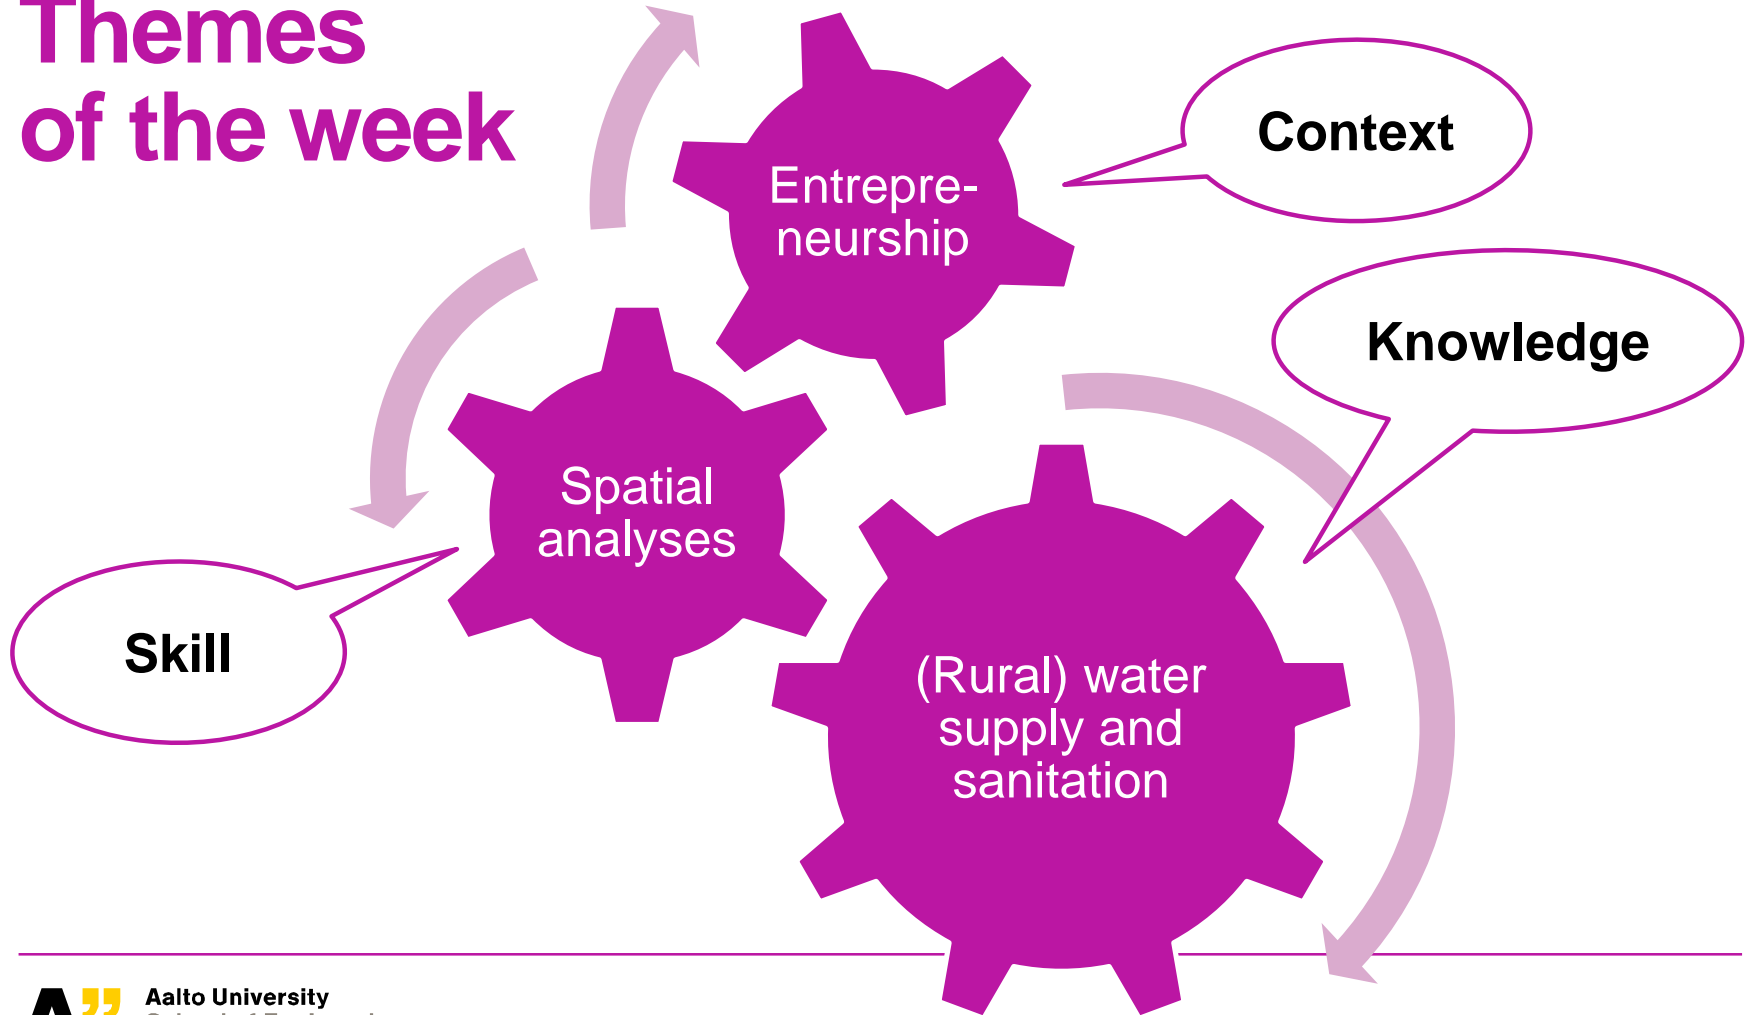 Themes
of the week
Entrepre-
neurship
Context
Knowledge
Spatial
analyses
Skill
(Rural) water
supply and
sanitation
Aalto University